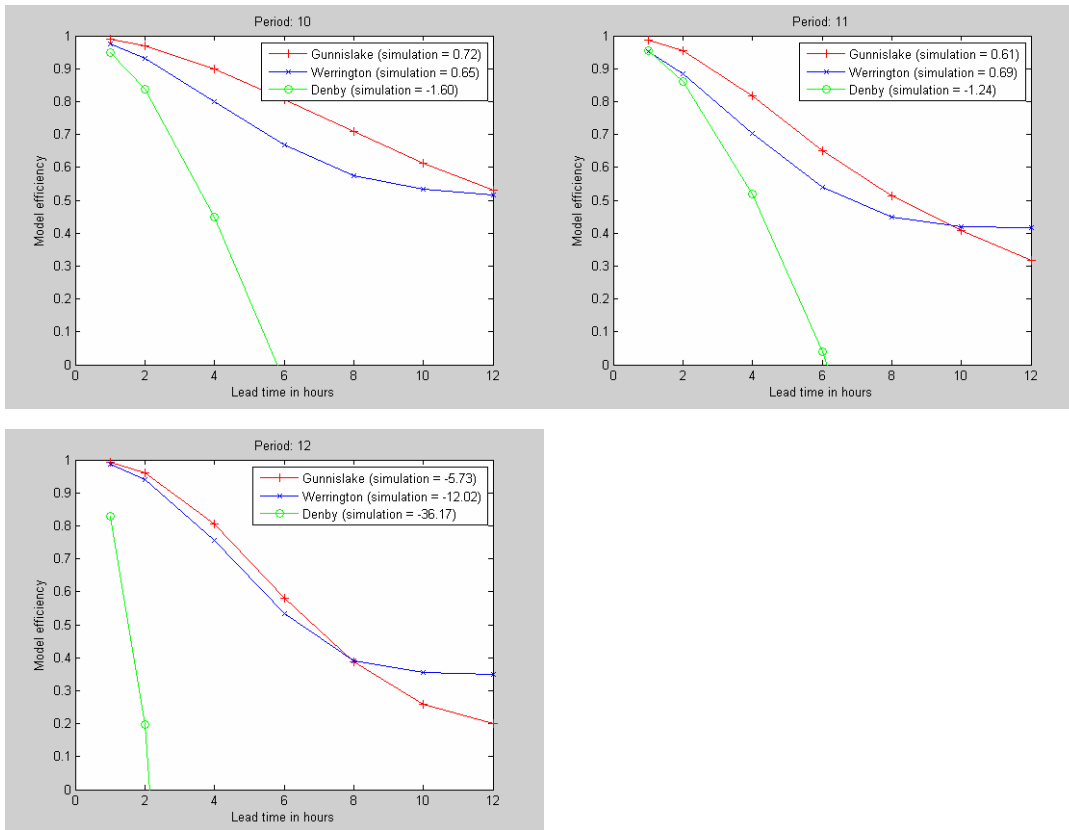 Period: 10
Gunnislake (simulation = 0.72)
Werrington (simulation = 0.65)
Denby (simulation = -1.60)
1
0.9
0.8
0.7
0.6
0.5
0.4
0.3
0.2
0.1
0
Model efficiency
0 2 4 6 8 10 12
Lead time in hours
Period: 11
Gunnislake (simulation = 0.61)
Werrington (simulation = 0.69)
Denby (simulation = -1.24)
1
0.9
0.8
0.7
0.6
0.5
0.4
0.3
0.2
0.1
0
Model efficiency
0 2 4 6 8 10 12
Lead time in hours
Period: 12
Gunnislake (simulation = -5.73)
Werrington (simulation = -12.02)
Denby (simulation = -36.17)
1
0.9
0.8
0.7
0.6
0.5
0.4
0.3
0.2
0.1
0
Model efficiency
0 2 4 6 8 10 12
Lead time in hours